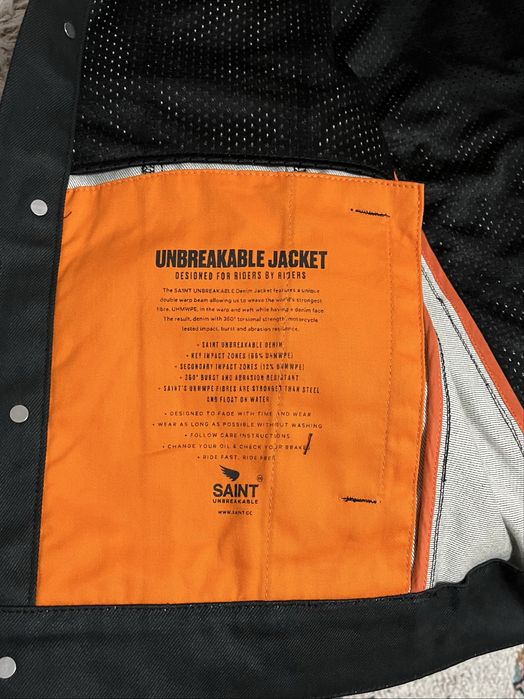 UNBREAKABLE JACKET
DESIGNED FOR RIDERS BY RIDERS
The SAINT UNBREAKABLE Denim Jacket features a unique
double warp beam allowing us to weave the world's strongest
fibre, UHMWPE, in the warp and weft while having a denim face.
The result, denim with 360° torsional strength, motorcycle
tested impact, burst and abrasion resilience.
• SAINT UNBREAKABLE DENIM
• KEY IMPACT ZONES (66% UHMWPE)
• SECONDARY IMPACT ZONES (12% UHMWPE)
• 360° BURST AND ABRASION RESISTANT
• SAINT'S UHMWPE FIBRES ARE STRONGER THAN STEEL
AND FLOAT ON WATER
• DESIGNED TO FADE WITH TIME AND WEAR
• WEAR AS LONG AS POSSIBLE WITHOUT WASHING
• FOLLOW CARE INSTRUCTIONS
• CHANGE YOUR OIL & CHECK YOUR BRAKES
• RIDE FAST, RIDE FREE
SAINT
UNBREAKABLE
WWW.SAINT.CC